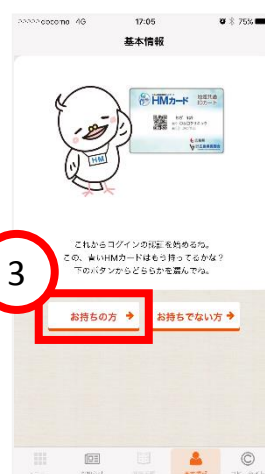 docomo 4G 17:05 75%
基本情報
HMカード
HM
これからログインの認証を始めるね。
この、青いHMカードはもう持ってるかな？
下のボタンからどちらかを選んでね。
3
お持ちの方 お持ちでない方